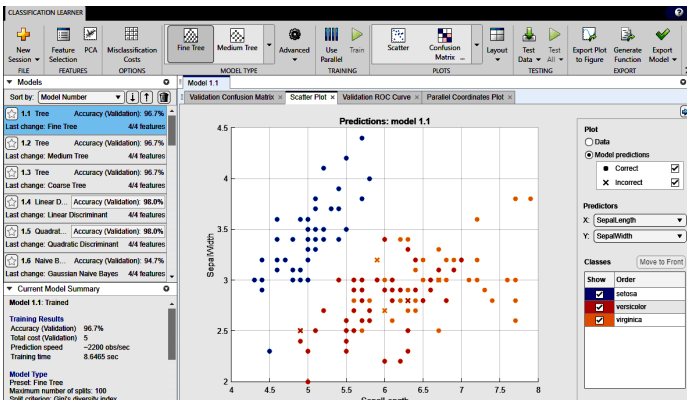 CLASSIFICATION LEARNER
New Session
Feature Selection
PCA
Misclassification Costs
Fine Tree
Medium Tree
Advanced
Use Parallel
Train
Scatter
Confusion Matrix ...
Layout
Test Data
Test All
Export Plot to Figure
Generate Function
Export Model
FILE
FEATURES
OPTIONS
MODEL TYPE
TRAINING
PLOTS
TESTING
EXPORT
Models
Sort by: Model Number
1.1 Tree Accuracy (Validation): 96.7%
Last change: Fine Tree 4/4 features
1.2 Tree Accuracy (Validation): 96.7%
Last change: Medium Tree 4/4 features
1.3 Tree Accuracy (Validation): 96.7%
Last change: Coarse Tree 4/4 features
1.4 Linear D... Accuracy (Validation): 98.0%
Last change: Linear Discriminant 4/4 features
1.5 Quadrat... Accuracy (Validation): 98.0%
Last change: Quadratic Discriminant 4/4 features
1.6 Naive B... Accuracy (Validation): 94.7%
Last change: Gaussian Naive Bayes 4/4 features
Current Model Summary
Model 1.1: Trained
Training Results
Accuracy (Validation) 96.7%
Total cost (Validation) 5
Prediction speed ~2200 obs/sec
Training time 8.6465 sec
Model Type
Preset: Fine Tree
Maximum number of splits: 100
Split criterion: Gini's diversity index
Model 1.1
Validation Confusion Matrix ×
Scatter Plot ×
Validation ROC Curve ×
Parallel Coordinates Plot ×
Predictions: model 1.1
SepalWidth
4.5
4
3.5
3
2.5
2
4 4.5 5 5.5 6 6.5 7 7.5 8
SepalLength
Plot
Data
Model predictions
Correct
Incorrect
Predictors
X: SepalLength
Y: SepalWidth
Classes
Move to Front
Show Order
setosa
versicolor
virginica